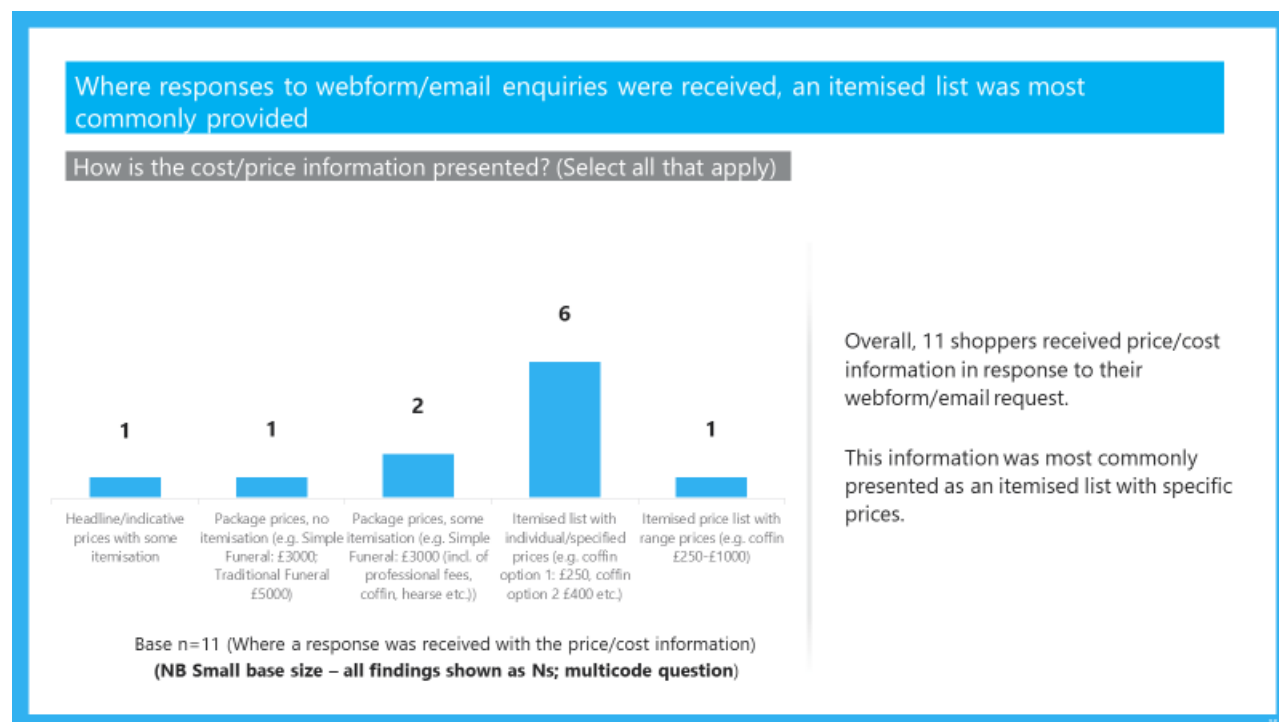 Where responses to webform/email enquiries were received, an itemised list was most
commonly provided
How is the cost/price information presented? (Select all that apply)
1
1
2
6
1
Headline/indicative
prices with some
itemisation
Package prices, no
itemisation (e.g. Simple
Funeral: £3000;
Traditional Funeral
£5000)
Package prices, some
itemisation (e.g. Simple
Funeral: £3000 (incl. of
professional fees,
coffin, hearse etc.))
Itemised list with
individual/specified
prices (e.g. coffin
option 1: £250, coffin
option 2 £400 etc.)
Itemised price list with
range prices (e.g. coffin
£250-£1000)
Base n=11 (Where a response was received with the price/cost information)
(NB Small base size – all findings shown as Ns; multicode question)
Overall, 11 shoppers received price/cost
information in response to their
webform/email request.
This information was most commonly
presented as an itemised list with specific
prices.